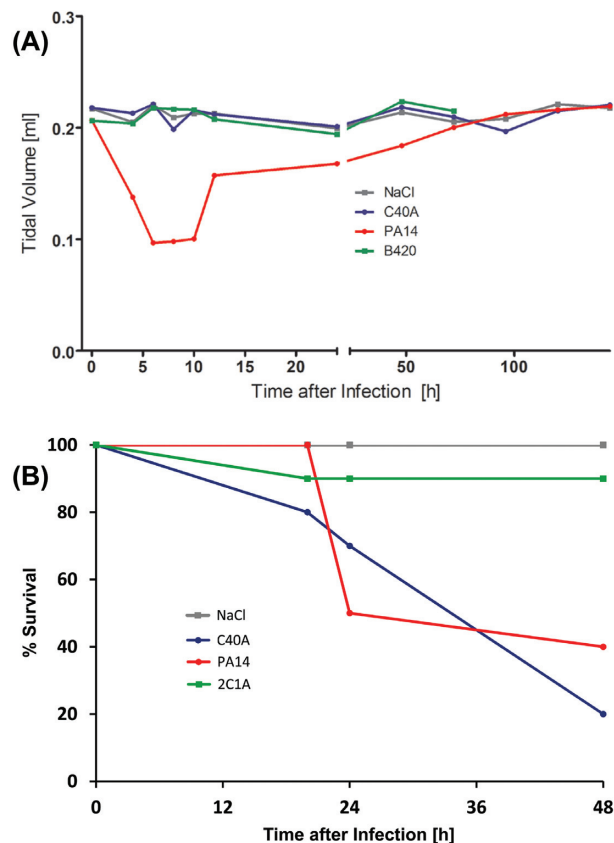 (A)
0.3
0.2
0.1
0.0
Tidal Volume [ml]
NaCl
C40A
PA14
B420
0 5 10 15 20 50 100
Time after Infection [h]
(B)
100
80
60
40
20
0
% Survival
NaCl
C40A
PA14
2C1A
0 12 24 36 48
Time after Infection [h]